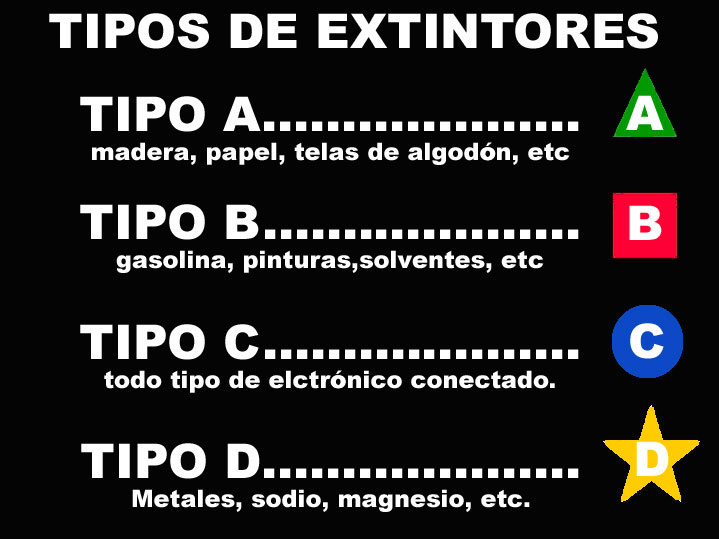 TIPOS DE EXTINTORES
TIPO A.................... A
madera, papel, telas de algodón, etc
TIPO B.................... B
gasolina, pinturas,solventes, etc
TIPO C.................... C
todo tipo de elctrónico conectado.
TIPO D.................... D
Metales, sodio, magnesio, etc.